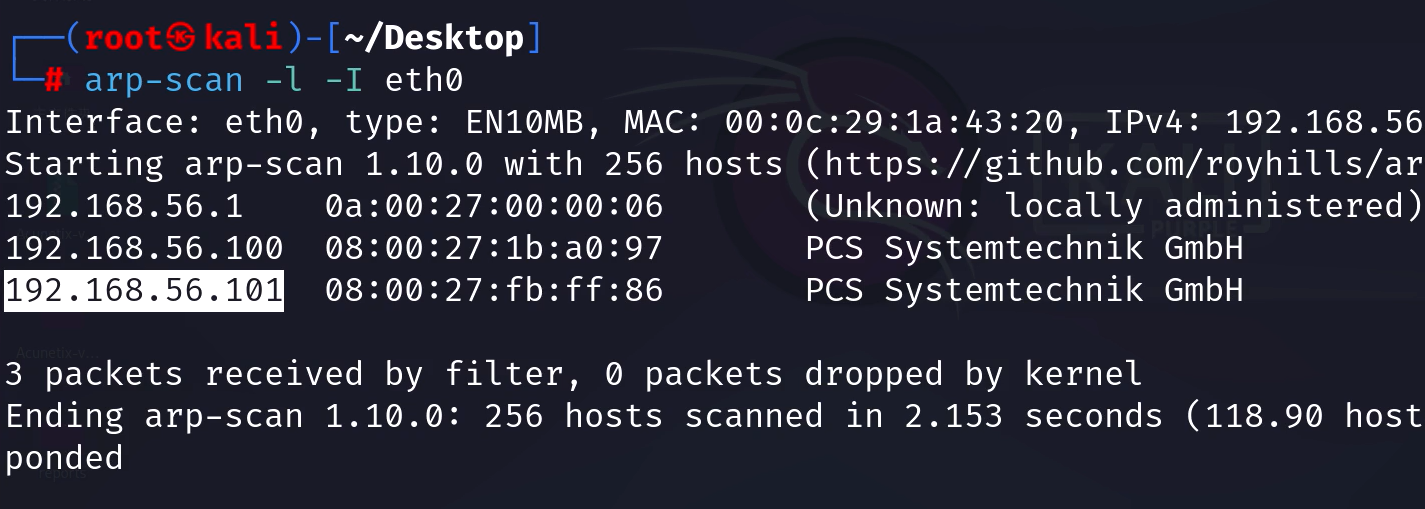 (root㉿kali)-[~/Desktop]
# arp-scan -l -I eth0
Interface: eth0, type: EN10MB, MAC: 00:0c:29:1a:43:20, IPv4: 192.168.56
Starting arp-scan 1.10.0 with 256 hosts (https://github.com/royhills/ar
192.168.56.1 0a:00:27:00:00:06 (Unknown: locally administered)
192.168.56.100 08:00:27:1b:a0:97 PCS Systemtechnik GmbH
192.168.56.101 08:00:27:fb:ff:86 PCS Systemtechnik GmbH
3 packets received by filter, 0 packets dropped by kernel
Ending arp-scan 1.10.0: 256 hosts scanned in 2.153 seconds (118.90 host
ponded